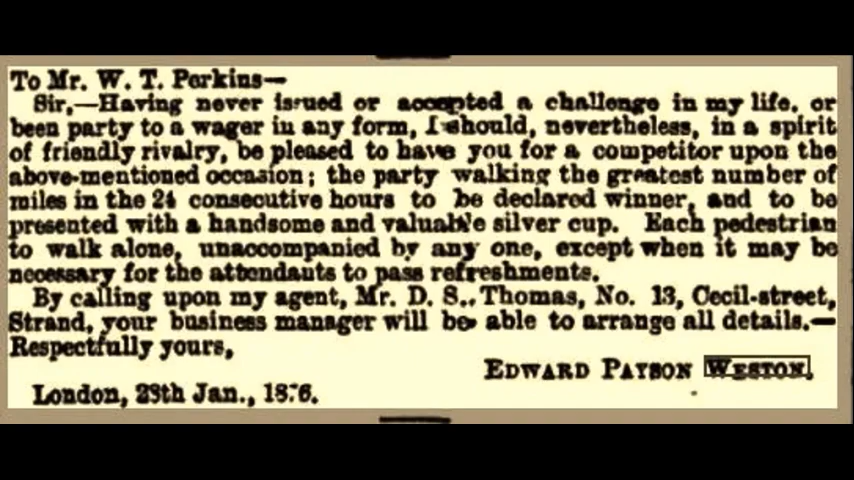 To Mr. W. T. Perkins—
Sir,—Having never issued or accepted a challenge in my life, or
been party to a wager in any form, I should, nevertheless, in a spirit
of friendly rivalry, be pleased to have you for a competitor upon the
above-mentioned occasion; the party walking the greatest number of
miles in the 24 consecutive hours to be declared winner, and to be
presented with a handsome and valuable silver cup. Each pedestrian
to walk alone, unaccompanied by any one, except when it may be
necessary for the attendants to pass refreshments.
By calling upon my agent, Mr. D. S., Thomas, No. 13, Cecil-street,
Strand, your business manager will be able to arrange all details.—
Respectfully yours,
EDWARD PAYSON WESTON.
London, 28th Jan., 1876.